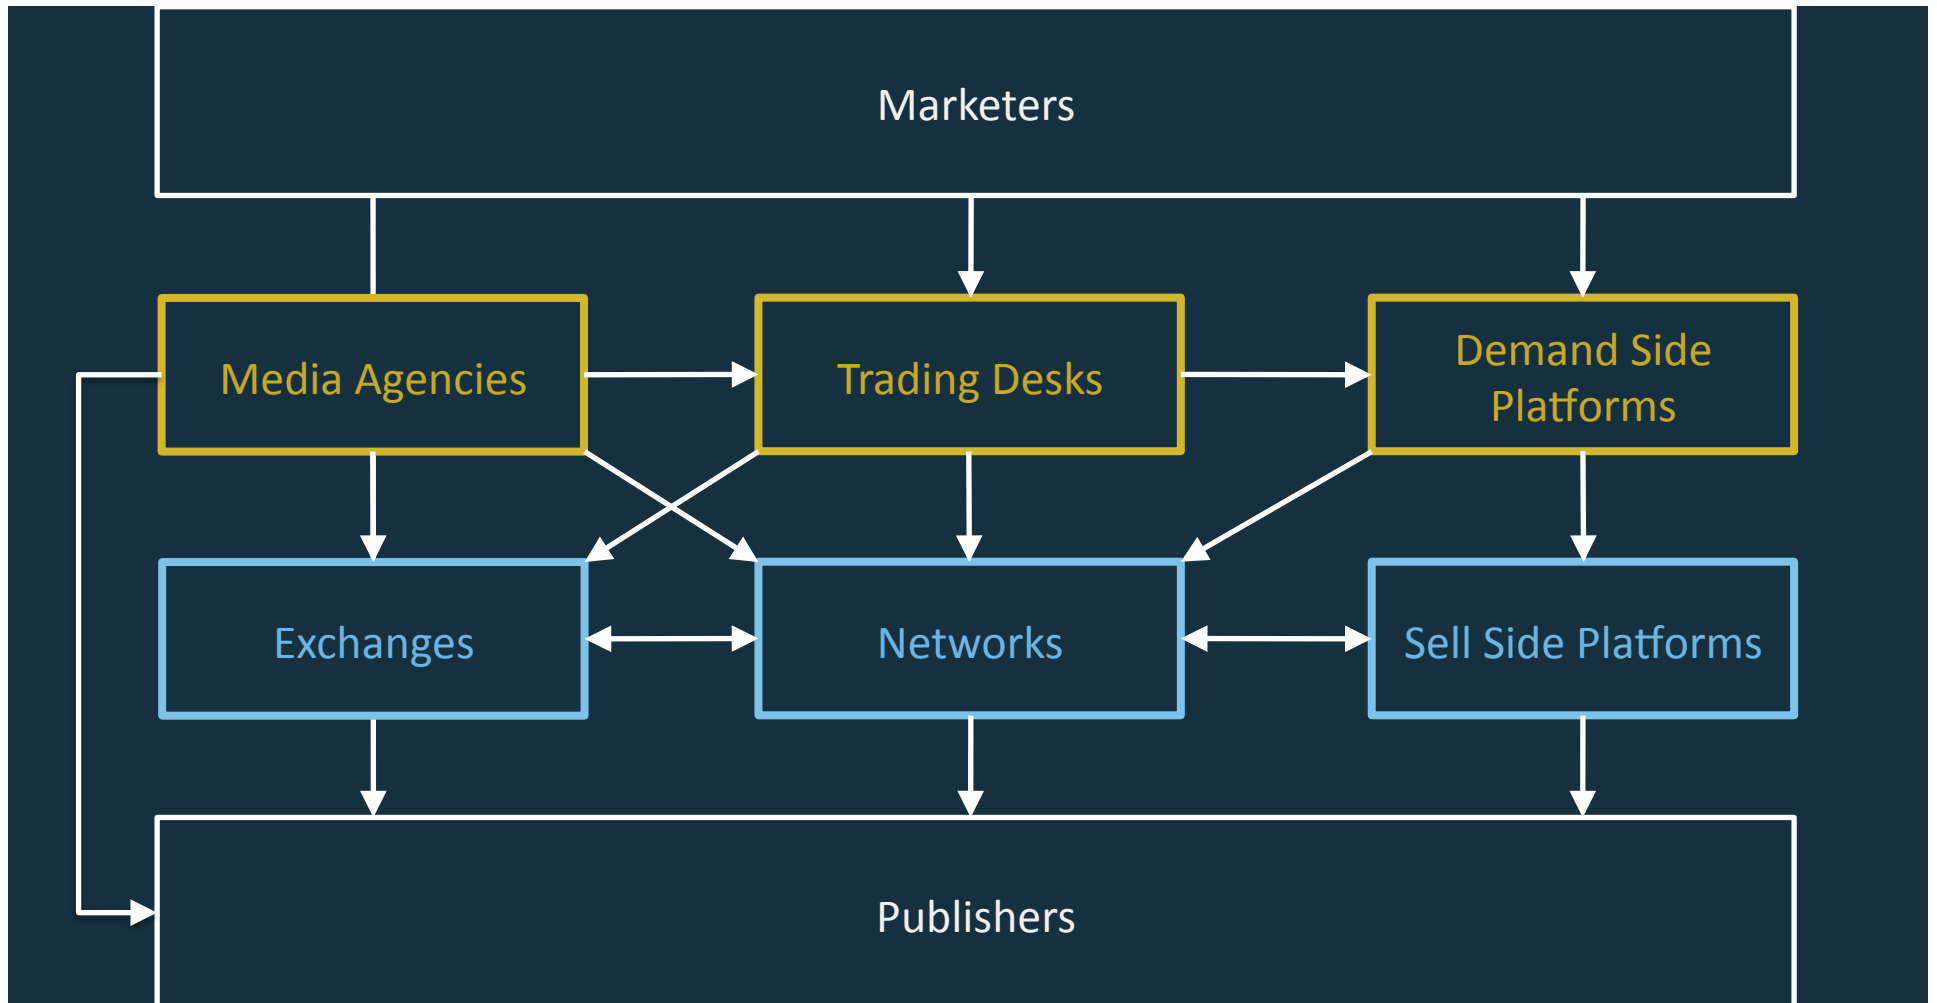 Marketers
Media Agencies
Trading Desks
Demand Side
Platforms
Exchanges
Networks
Sell Side Platforms
Publishers